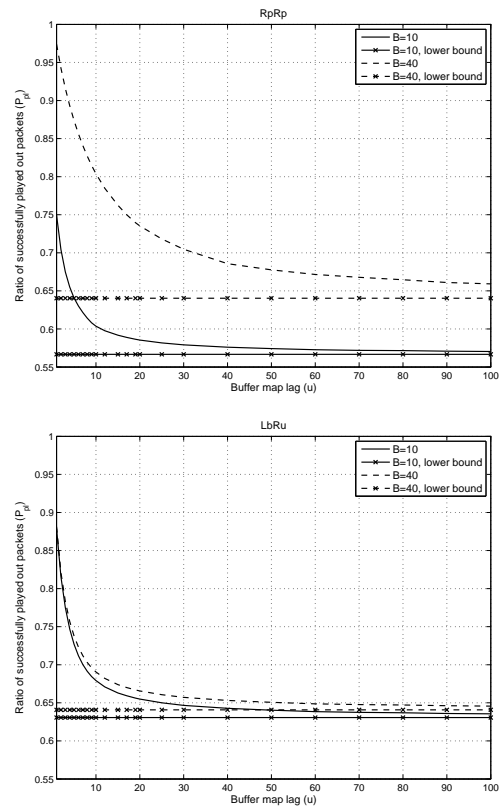 RpRp
1
0.95
0.9
0.85
0.8
0.75
0.7
0.65
0.6
0.55
Ratio of successfully played out packets (P_pl)
B=10
B=10, lower bound
B=40
B=40, lower bound
10 20 30 40 50 60 70 80 90 100
Buffer map lag (u)
LbRu
1
0.95
0.9
0.85
0.8
0.75
0.7
0.65
0.6
0.55
Ratio of successfully played out packets (P_pl)
B=10
B=10, lower bound
B=40
B=40, lower bound
10 20 30 40 50 60 70 80 90 100
Buffer map lag (u)